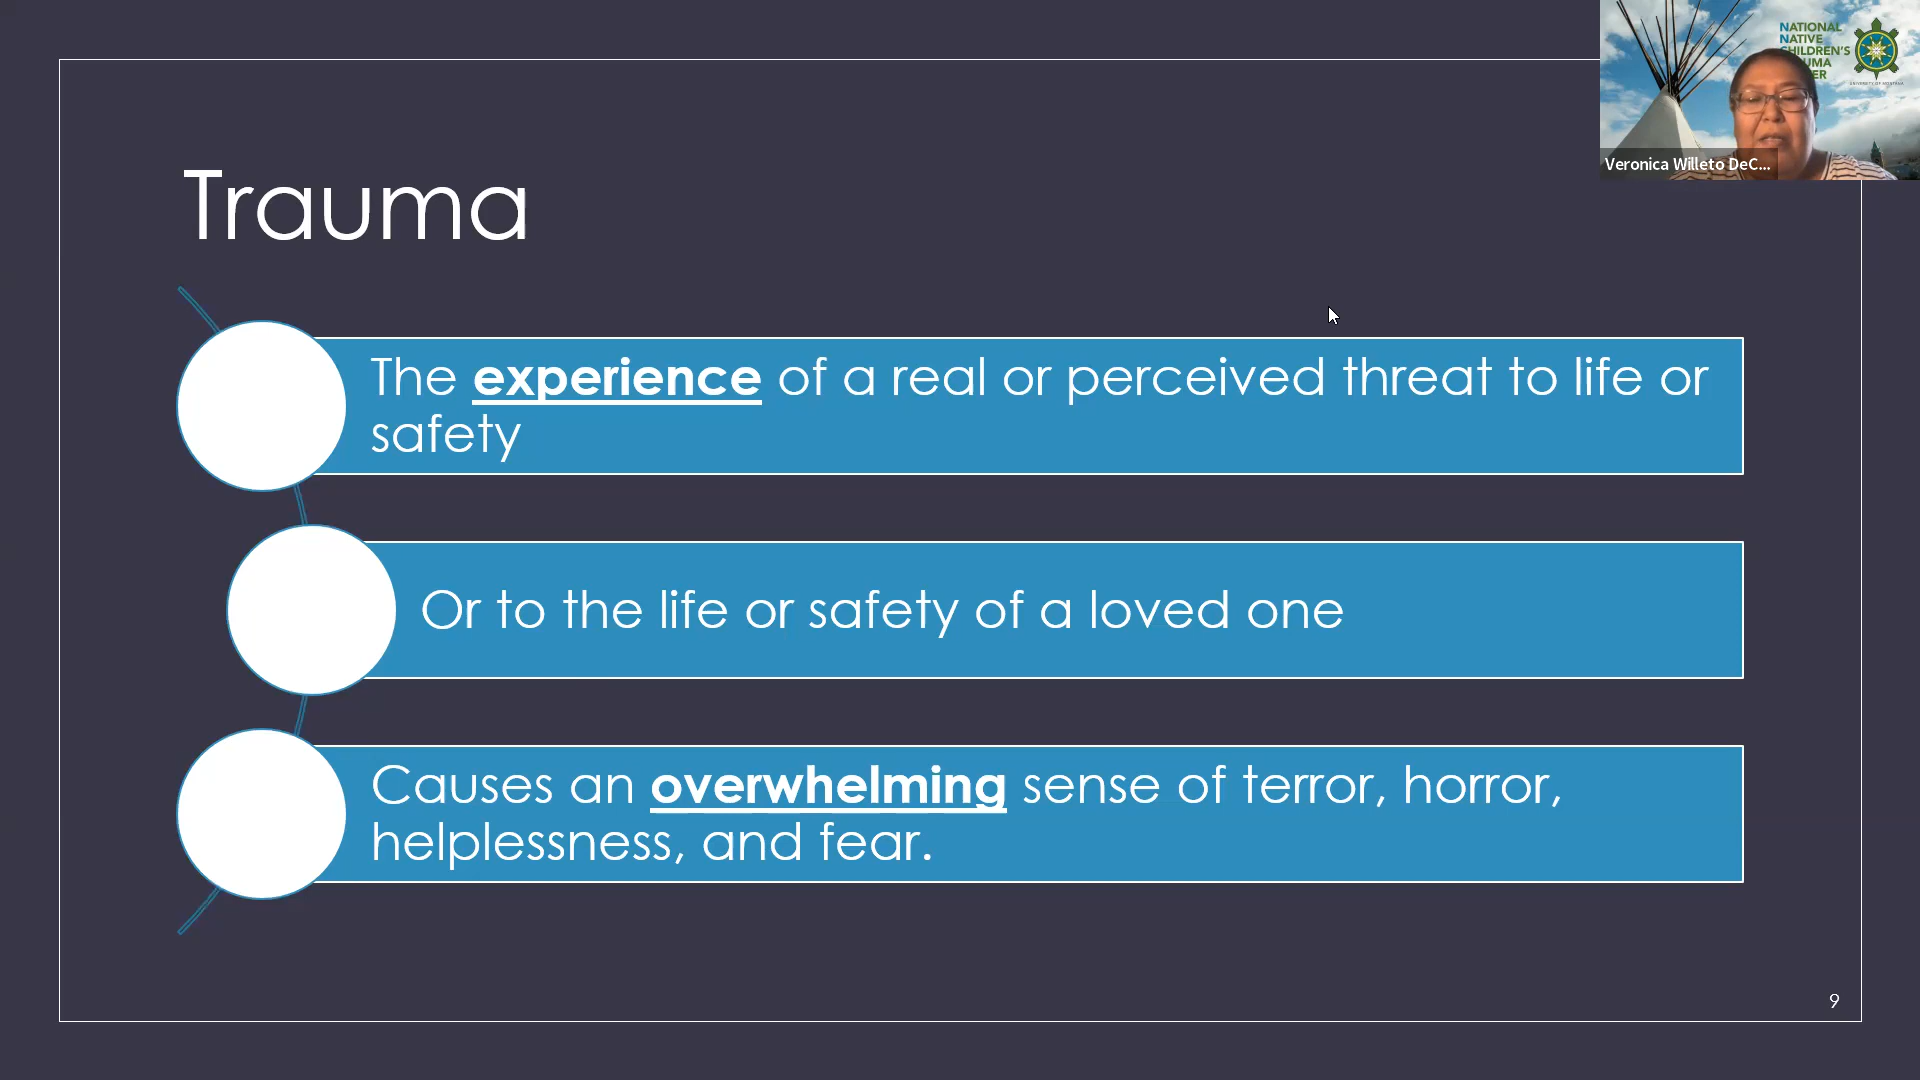 Trauma
The experience of a real or perceived threat to life or
safety
Or to the life or safety of a loved one
Causes an overwhelming sense of terror, horror,
helplessness, and fear.
9
NATIONAL
NATIVE
CHILDREN'S
Veronica Willeto DeC...